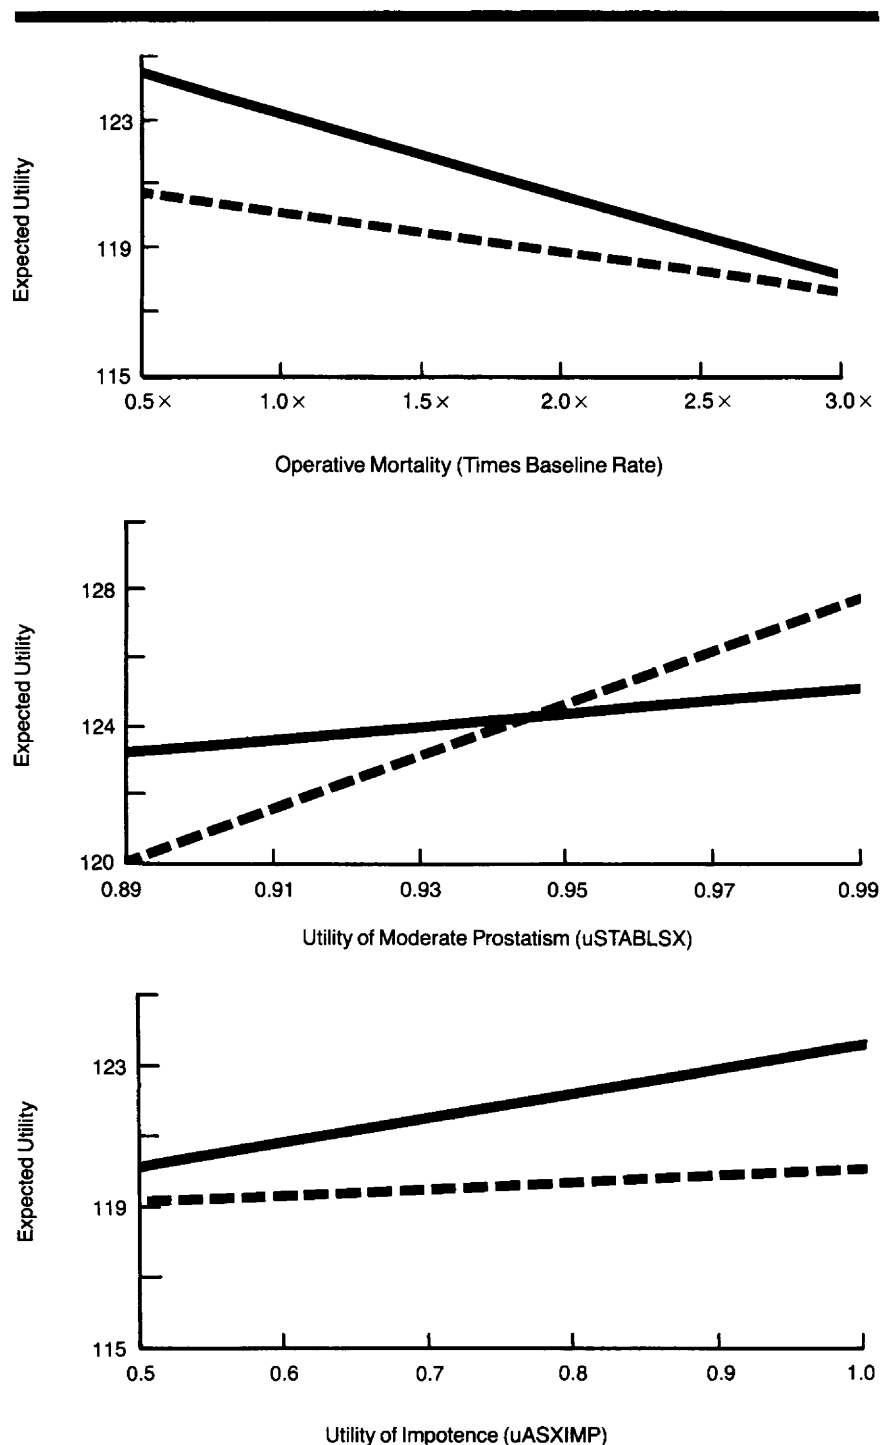 123
Expected Utility
119
115
0.5× 1.0× 1.5× 2.0× 2.5× 3.0×
Operative Mortality (Times Baseline Rate)
128
Expected Utility
124
120
0.89 0.91 0.93 0.95 0.97 0.99
Utility of Moderate Prostatism (uSTABLSX)
123
Expected Utility
119
115
0.5 0.6 0.7 0.8 0.9 1.0
Utility of Impotence (uASXIMP)